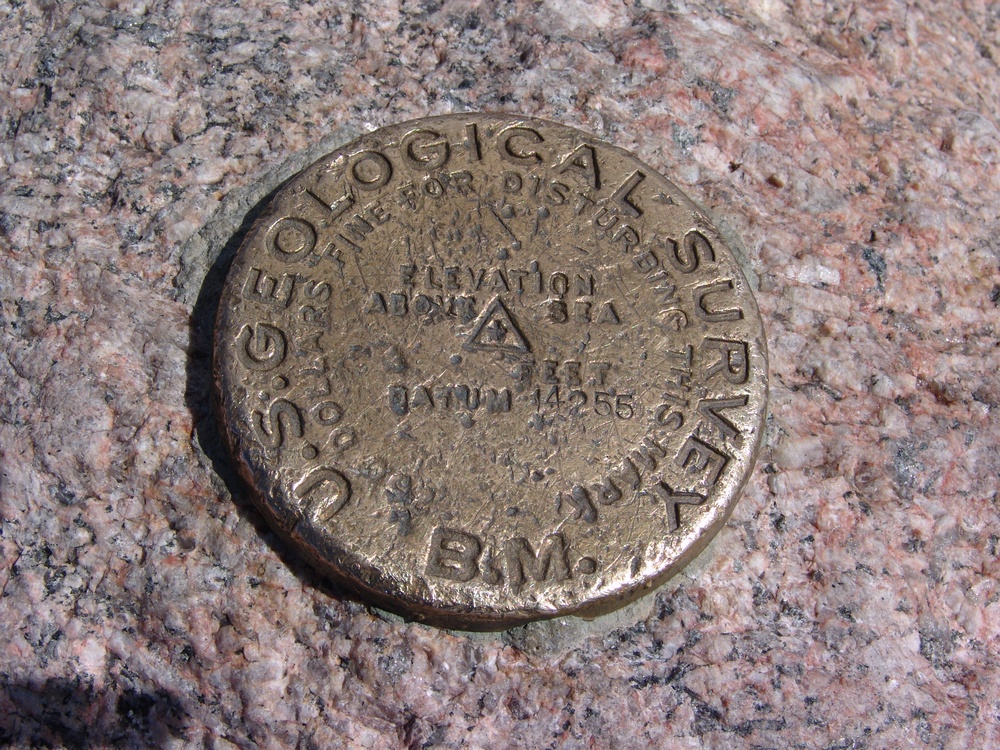 U.S. GEOLOGICAL SURVEY
B.M.
DOLLARS FINE FOR DISTURBING THIS MARK
ELEVATION
ABOVE SEA
FEET
DATUM 14255